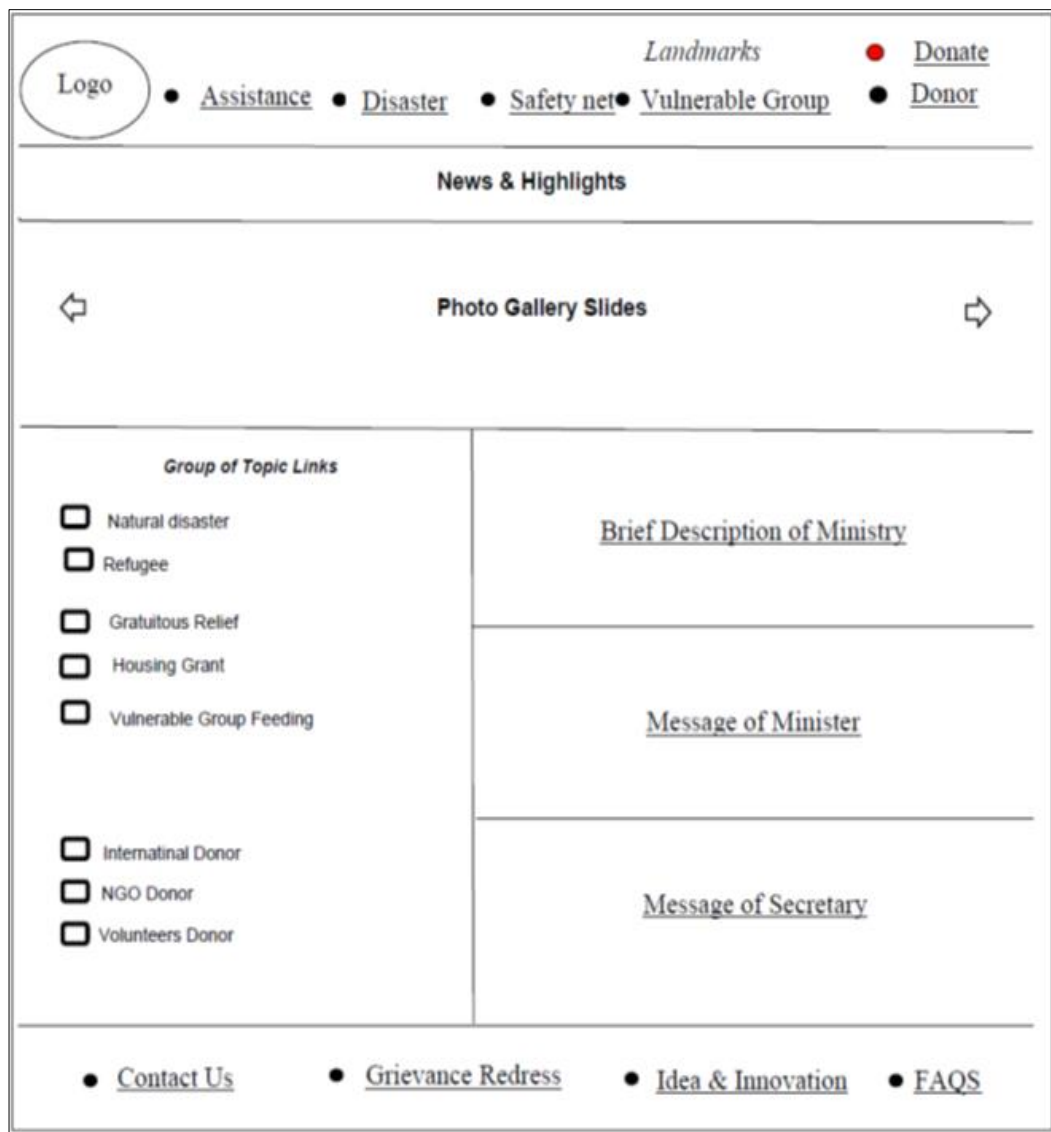 Landmarks
Donate
Logo
Assistance
Disaster
Safety net
Vulnerable Group
Donor
News & Highlights
Photo Gallery Slides
Group of Topic Links
Natural disaster
Refugee
Gratuitous Relief
Housing Grant
Vulnerable Group Feeding
Internatinal Donor
NGO Donor
Volunteers Donor
Brief Description of Ministry
Message of Minister
Message of Secretary
Contact Us
Grievance Redress
Idea & Innovation
FAQS